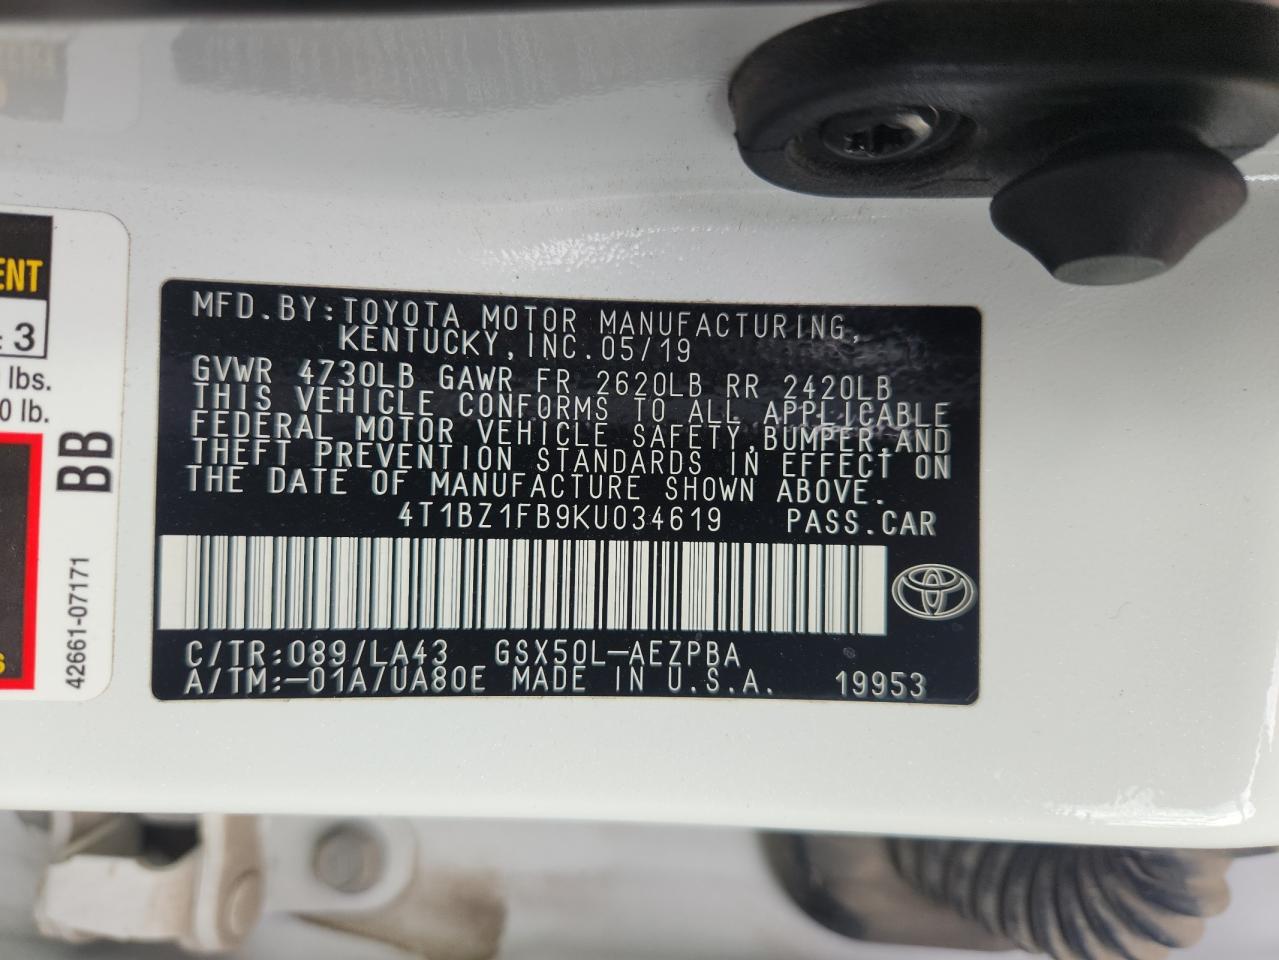 ENT
: 3
lbs.
0 lb.
BB
42661-07171
s
MFD.BY:TOYOTA MOTOR MANUFACTURING,
KENTUCKY,INC.05/19
GVWR 4730LB GAWR FR 2620LB RR 2420LB
THIS VEHICLE CONFORMS TO ALL APPLICABLE
FEDERAL MOTOR VEHICLE SAFETY,BUMPER,AND
THEFT PREVENTION STANDARDS IN EFFECT ON
THE DATE OF MANUFACTURE SHOWN ABOVE.
4T1BZ1FB9KU034619 PASS.CAR
C/TR:089/LA43 GSX50L-AEZPBA
A/TM:-01A/UA80E MADE IN U.S.A. 19953